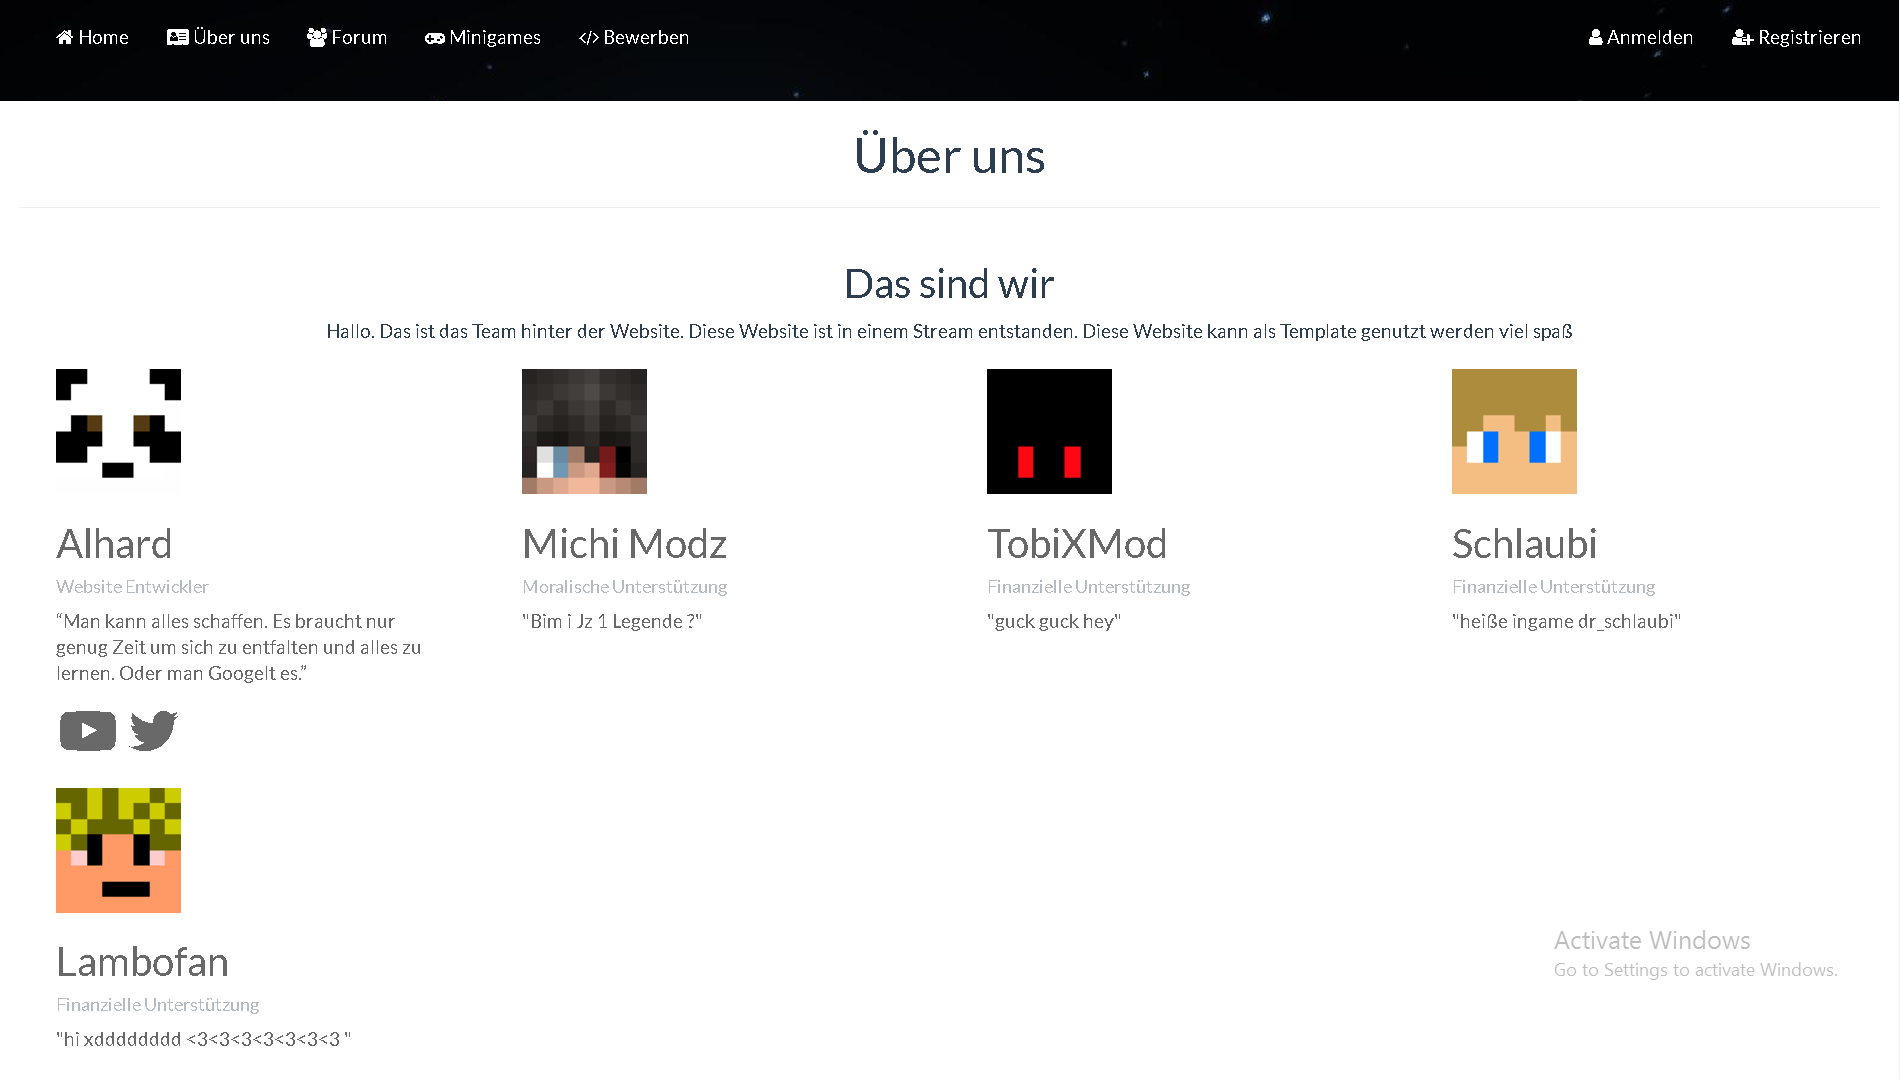 Home Über uns Forum Minigames Bewerben Anmelden Registrieren
Über uns
Das sind wir
Hallo. Das ist das Team hinter der Website. Diese Website ist in einem Stream entstanden. Diese Website kann als Template genutzt werden viel spaß
Alhard
Website Entwickler
“Man kann alles schaffen. Es braucht nur
genug Zeit um sich zu entfalten und alles zu
lernen. Oder man Googelt es.”
Michi Modz
Moralische Unterstützung
"Bim i Jz 1 Legende ?"
TobiXMod
Finanzielle Unterstützung
"guck guck hey"
Schlaubi
Finanzielle Unterstützung
"heiße ingame dr_schlaubi"
Lambofan
Finanzielle Unterstützung
"hi xdddddddd <3<3<3<3<3<3<3 "
Activate Windows
Go to Settings to activate Windows.